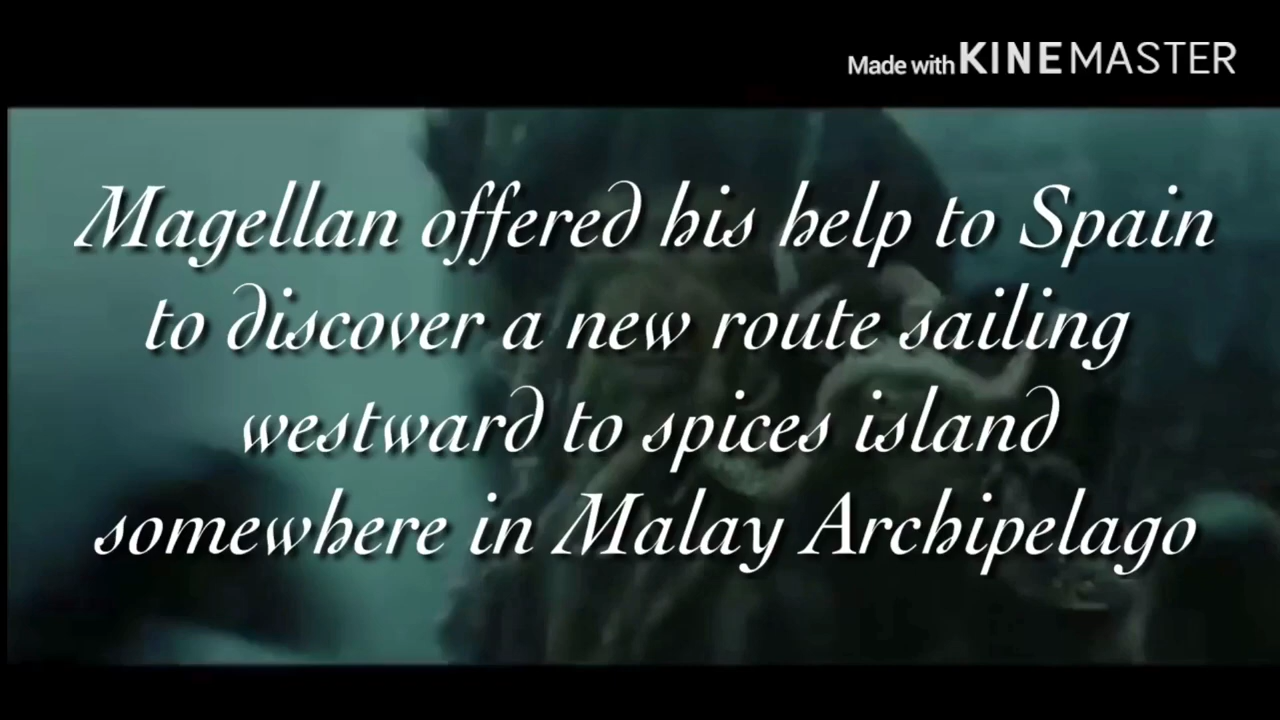 Made with KINEMASTER
Magellan offered his help to Spain
to discover a new route sailing
westward to spices island
somewhere in Malay Archipelago